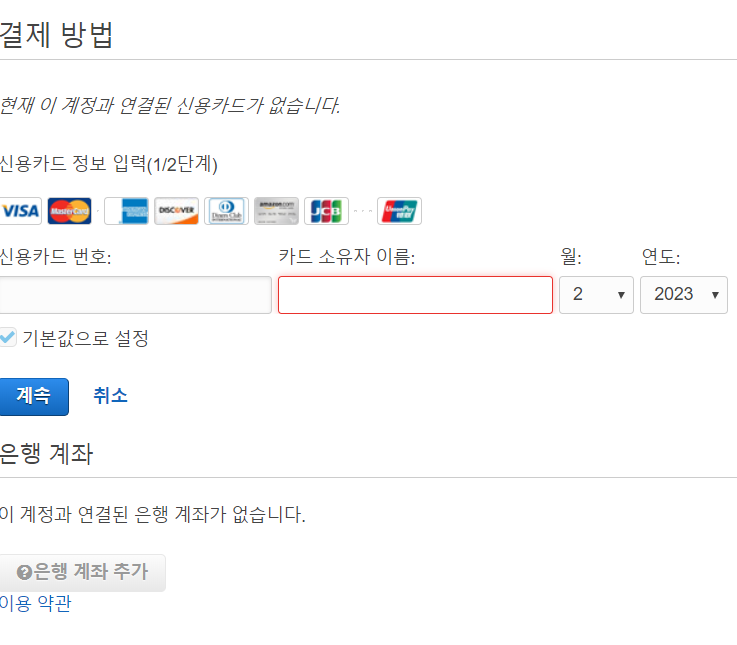 결제 방법
현재 이 계정과 연결된 신용카드가 없습니다.
신용카드 정보 입력(1/2단계)
VISA MasterCard DISCOVER Diners Club amazon.com JCB UnionPay
신용카드 번호: 카드 소유자 이름: 월: 연도:
2 2023
기본값으로 설정
계속 취소
은행 계좌
이 계정과 연결된 은행 계좌가 없습니다.
은행 계좌 추가
이용 약관